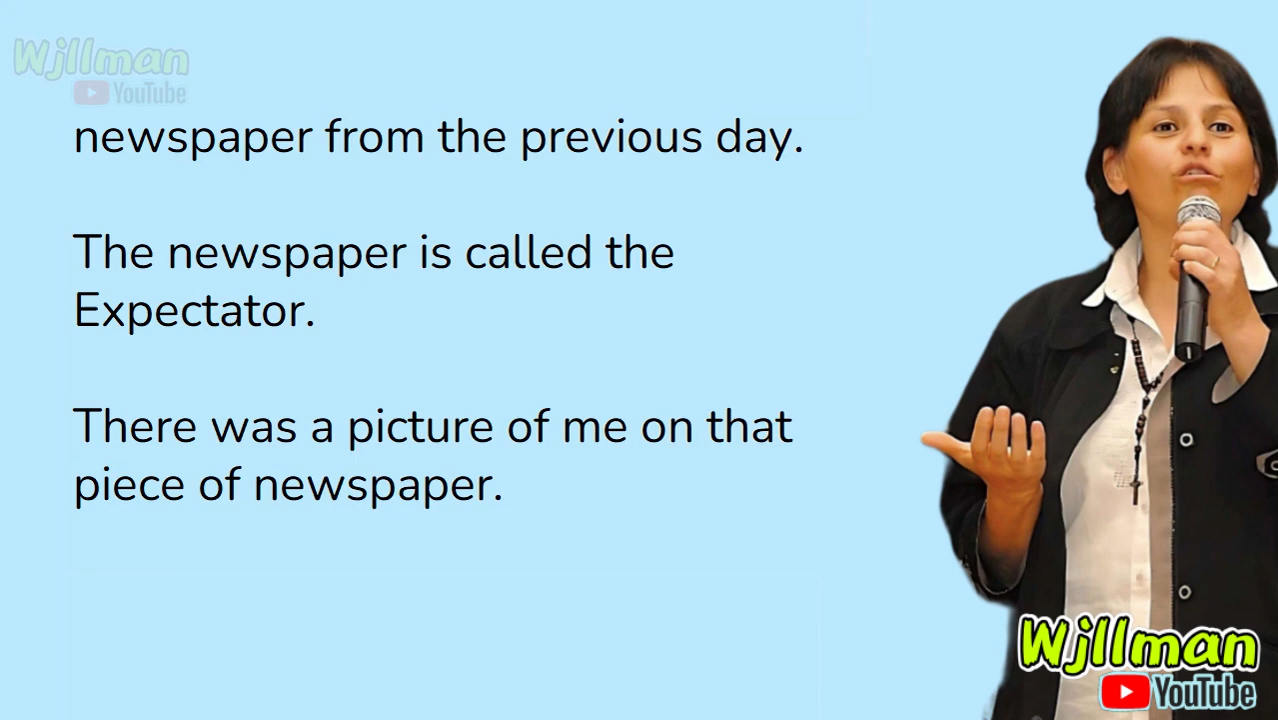 Wjllman
YouTube
newspaper from the previous day.
The newspaper is called the
Expectator.
There was a picture of me on that
piece of newspaper.
Wjllman
YouTube